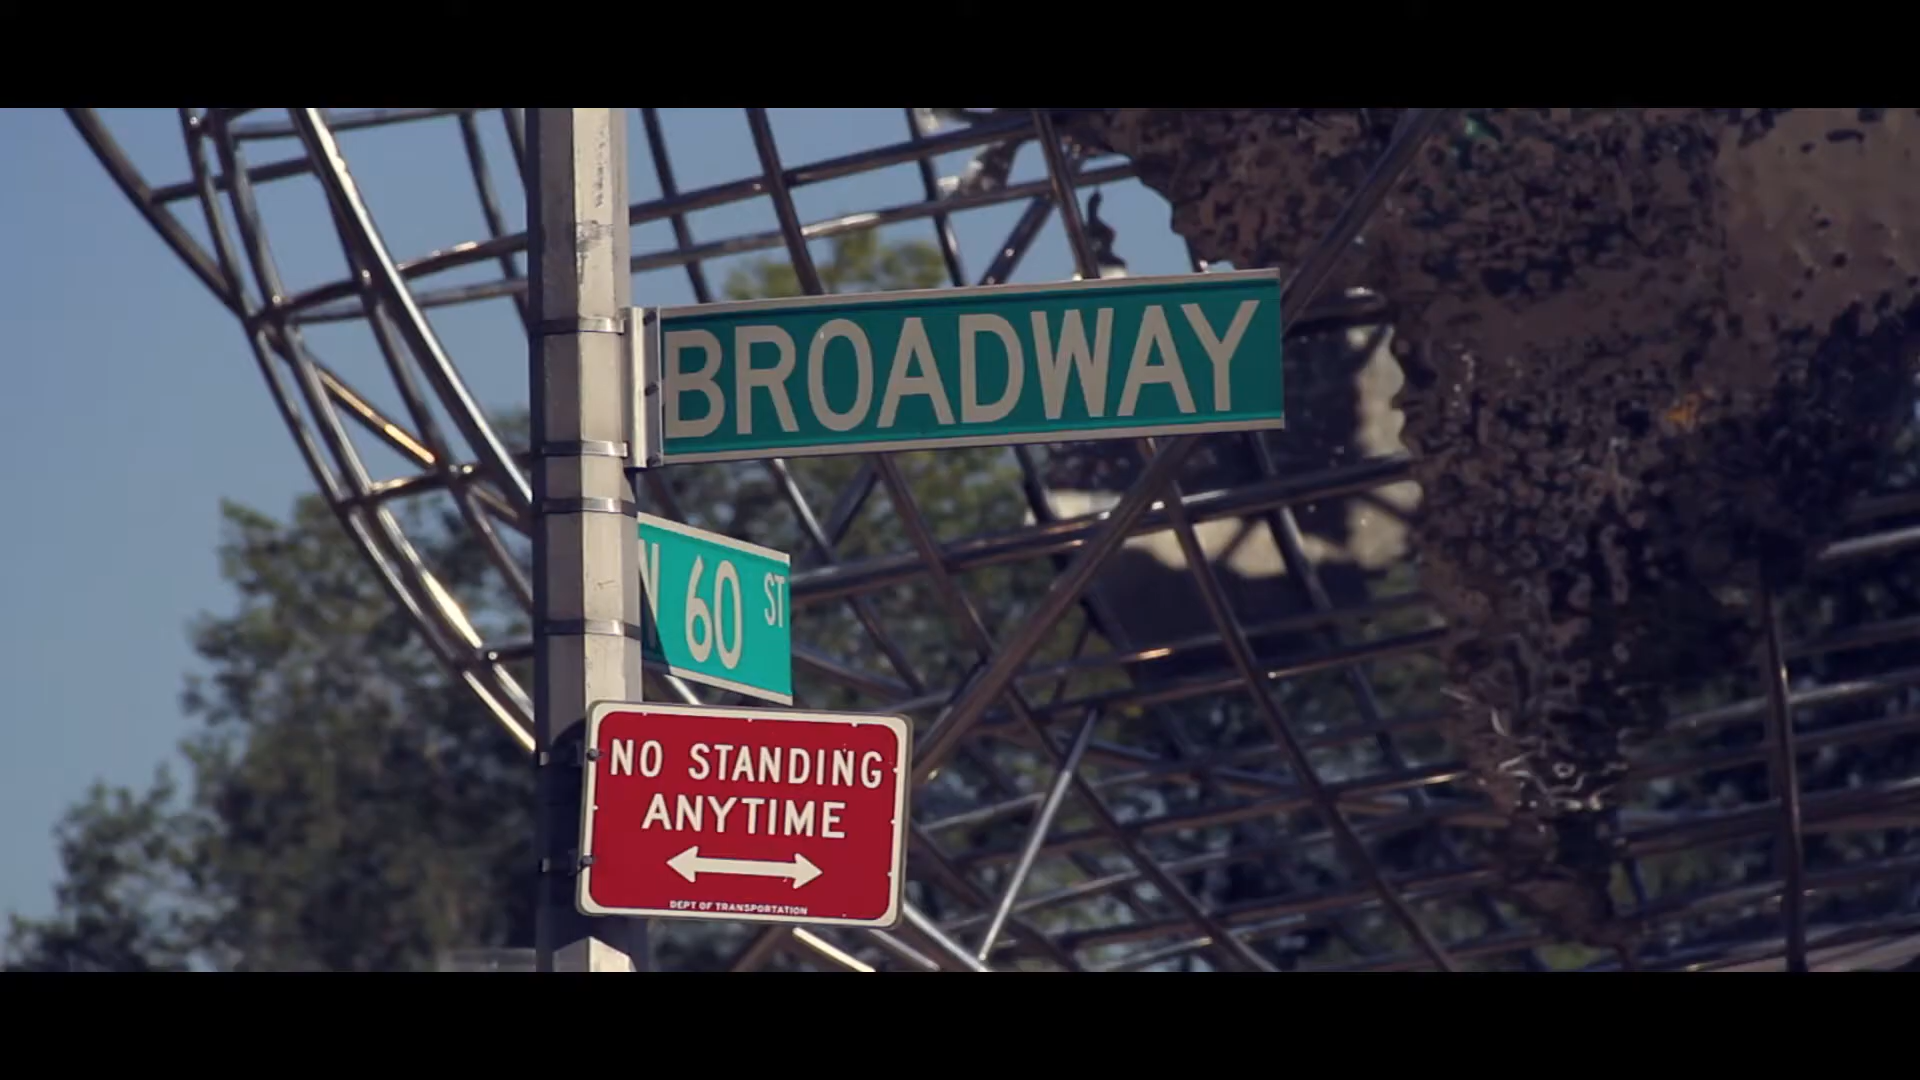 BROADWAY
60 ST
NO STANDING
ANYTIME
DEPT OF TRANSPORTATION